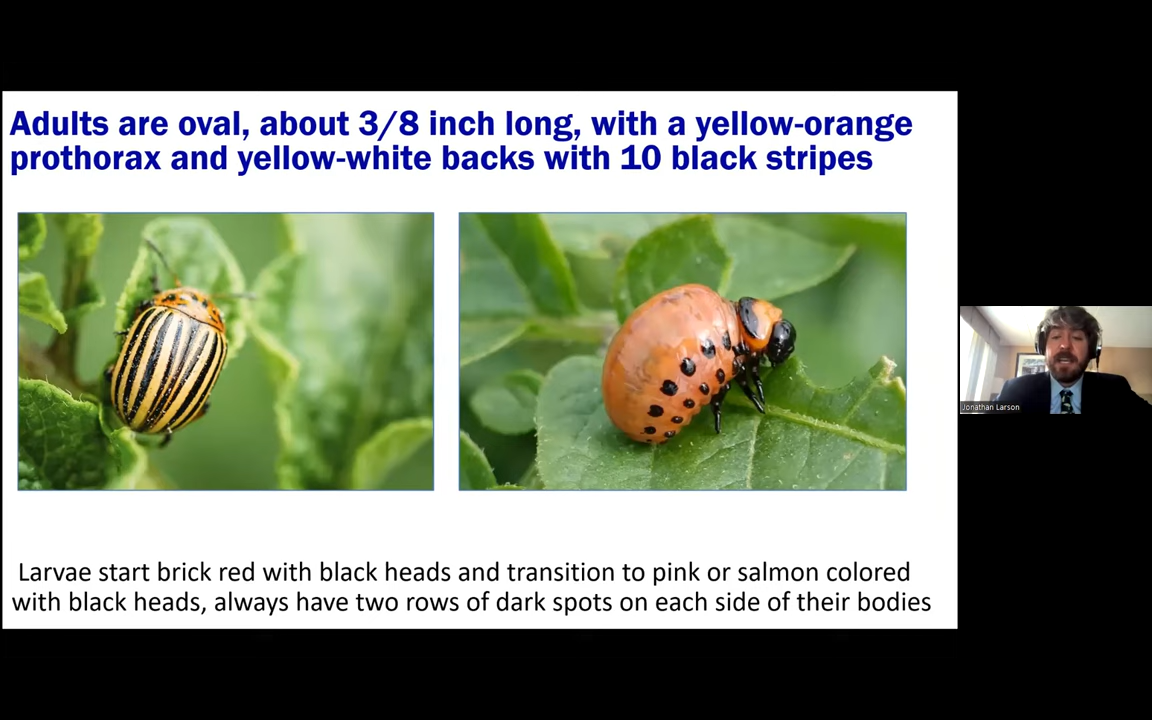 Adults are oval, about 3/8 inch long, with a yellow-orange
prothorax and yellow-white backs with 10 black stripes
Jonathan Larson
Larvae start brick red with black heads and transition to pink or salmon colored
with black heads, always have two rows of dark spots on each side of their bodies